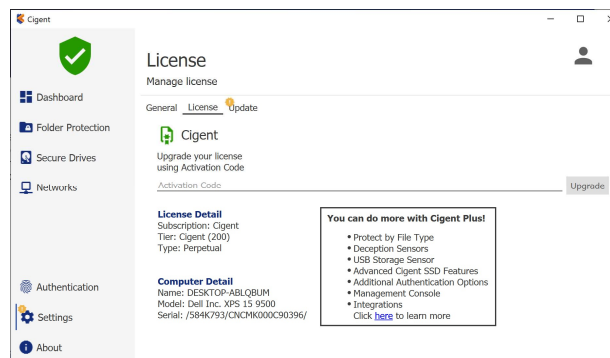 Cigent
License
Manage license
Dashboard
Folder Protection
Secure Drives
Networks
Authentication
Settings
About
General License Update
Cigent
Upgrade your license
using Activation Code
Activation Code
Upgrade
License Detail
Subscription: Cigent
Tier: Cigent (200)
Type: Perpetual
Computer Detail
Name: DESKTOP-ABLQBUM
Model: Dell Inc. XPS 15 9500
Serial: /584K793/CNCMK000C90396/
You can do more with Cigent Plus!
• Protect by File Type
• Deception Sensors
• USB Storage Sensor
• Advanced Cigent SSD Features
• Additional Authentication Options
• Management Console
• Integrations
Click here to learn more